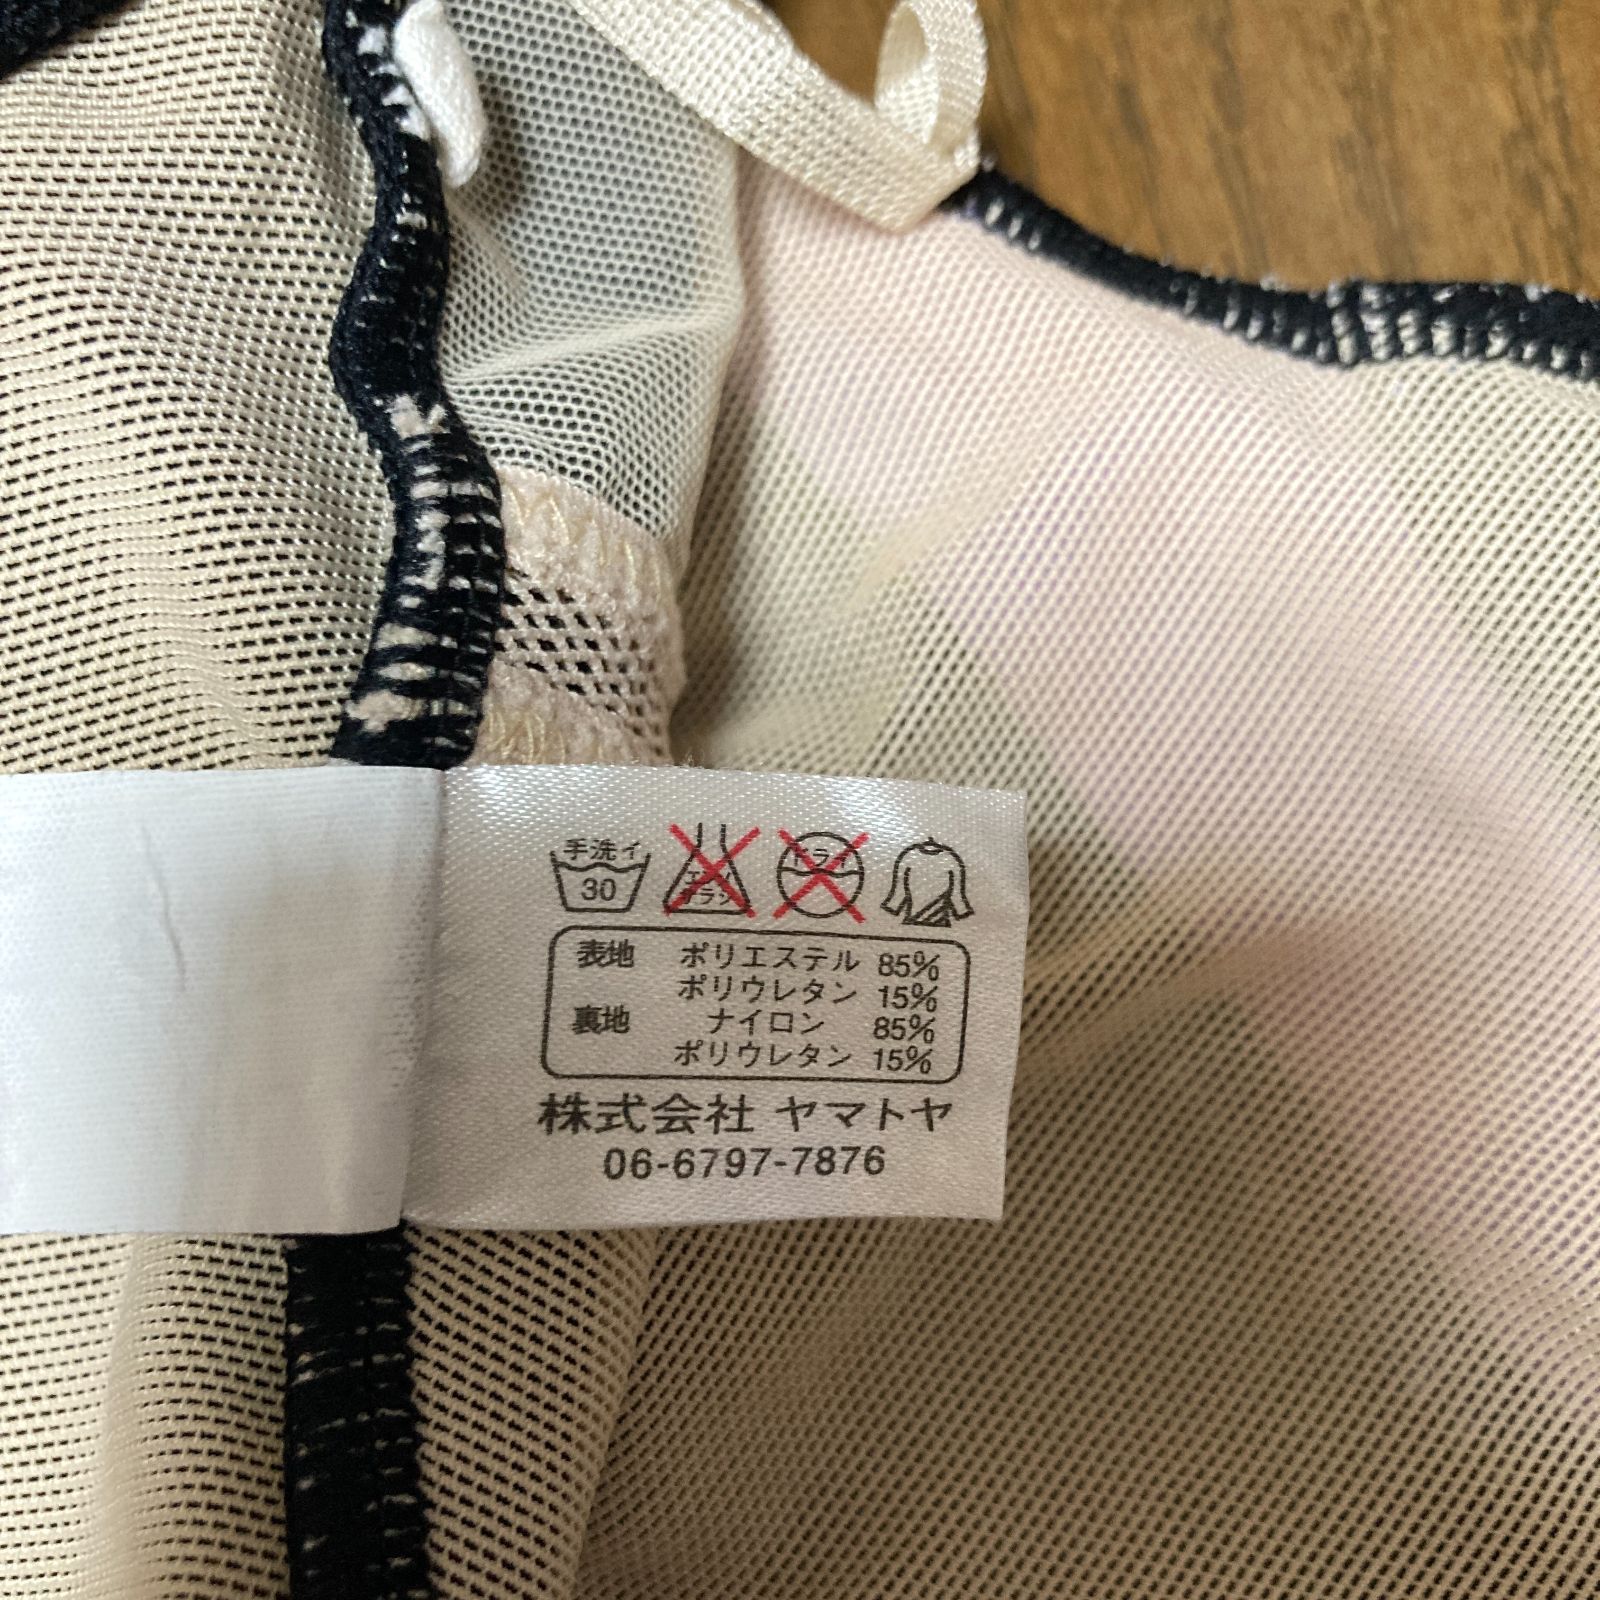 手洗イ
30
エンソ
サラシ
ドライ
表地 ポリエステル 85%
ポリウレタン 15%
裏地 ナイロン 85%
ポリウレタン 15%
株式会社 ヤマトヤ
06-6797-7876